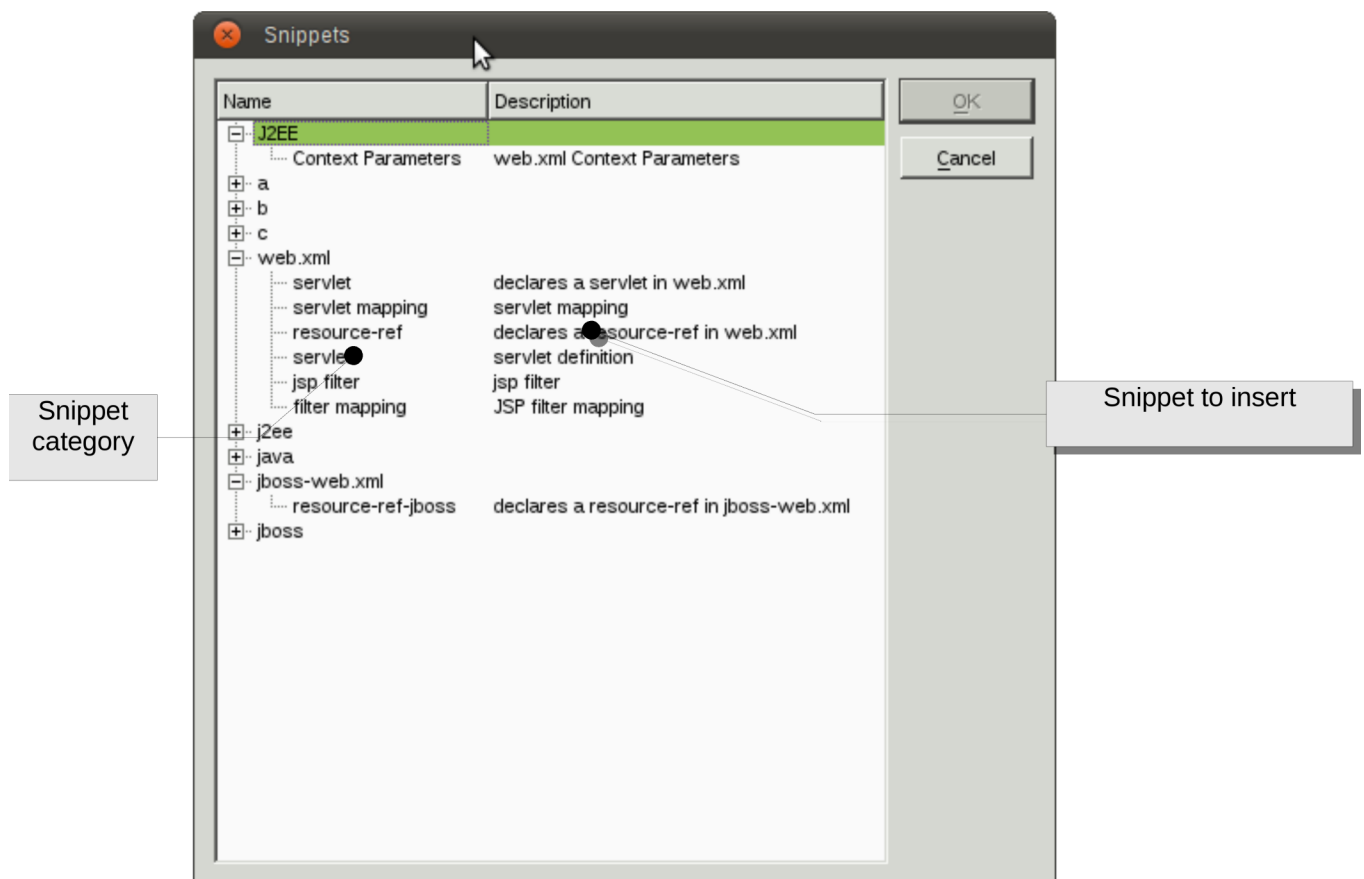 Snippets
Name Description
OK
J2EE
Context Parameters web.xml Context Parameters
Cancel
a
b
c
web.xml
servlet declares a servlet in web.xml
servlet mapping servlet mapping
resource-ref declares a resource-ref in web.xml
servlet servlet definition
jsp filter jsp filter
filter mapping JSP filter mapping
Snippet to insert
Snippet
category
j2ee
java
jboss-web.xml
resource-ref-jboss declares a resource-ref in jboss-web.xml
jboss